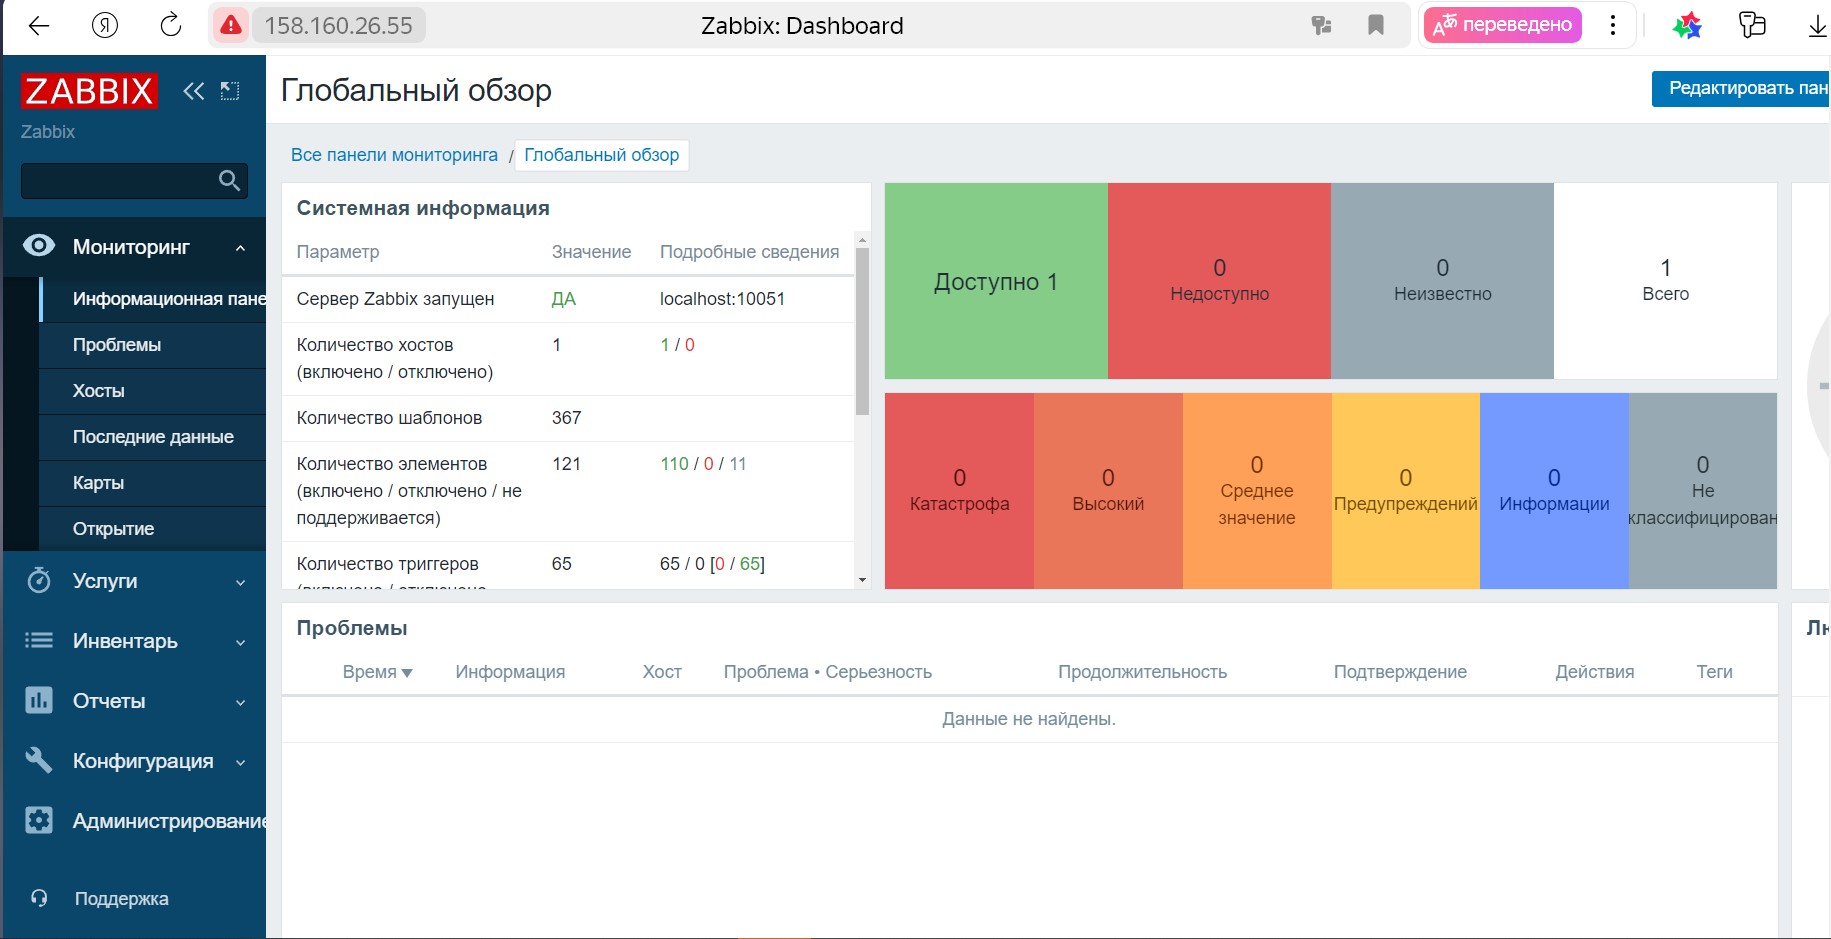 158.160.26.55
Zabbix: Dashboard
переведено
ZABBIX
Zabbix
Мониторинг
Информационная пане
Проблемы
Хосты
Последние данные
Карты
Открытие
Услуги
Инвентарь
Отчеты
Конфигурация
Администрирование
Поддержка
Глобальный обзор
Редактировать пан
Все панели мониторинга / Глобальный обзор
Системная информация
Параметр Значение Подробные сведения
Сервер Zabbix запущен ДА localhost:10051
Количество хостов 1 1 / 0
(включено / отключено)
Количество шаблонов 367
Количество элементов 121 110 / 0 / 11
(включено / отключено / не
поддерживается)
Количество триггеров 65 65 / 0 [0 / 65]
Доступно 1
0
Недоступно
0
Неизвестно
1
Всего
0
Катастрофа
0
Высокий
0
Среднее
значение
0
Предупреждений
0
Информации
0
Не
классифицирован
Проблемы
Время Информация Хост Проблема • Серьезность Продолжительность Подтверждение Действия Теги
Данные не найдены.